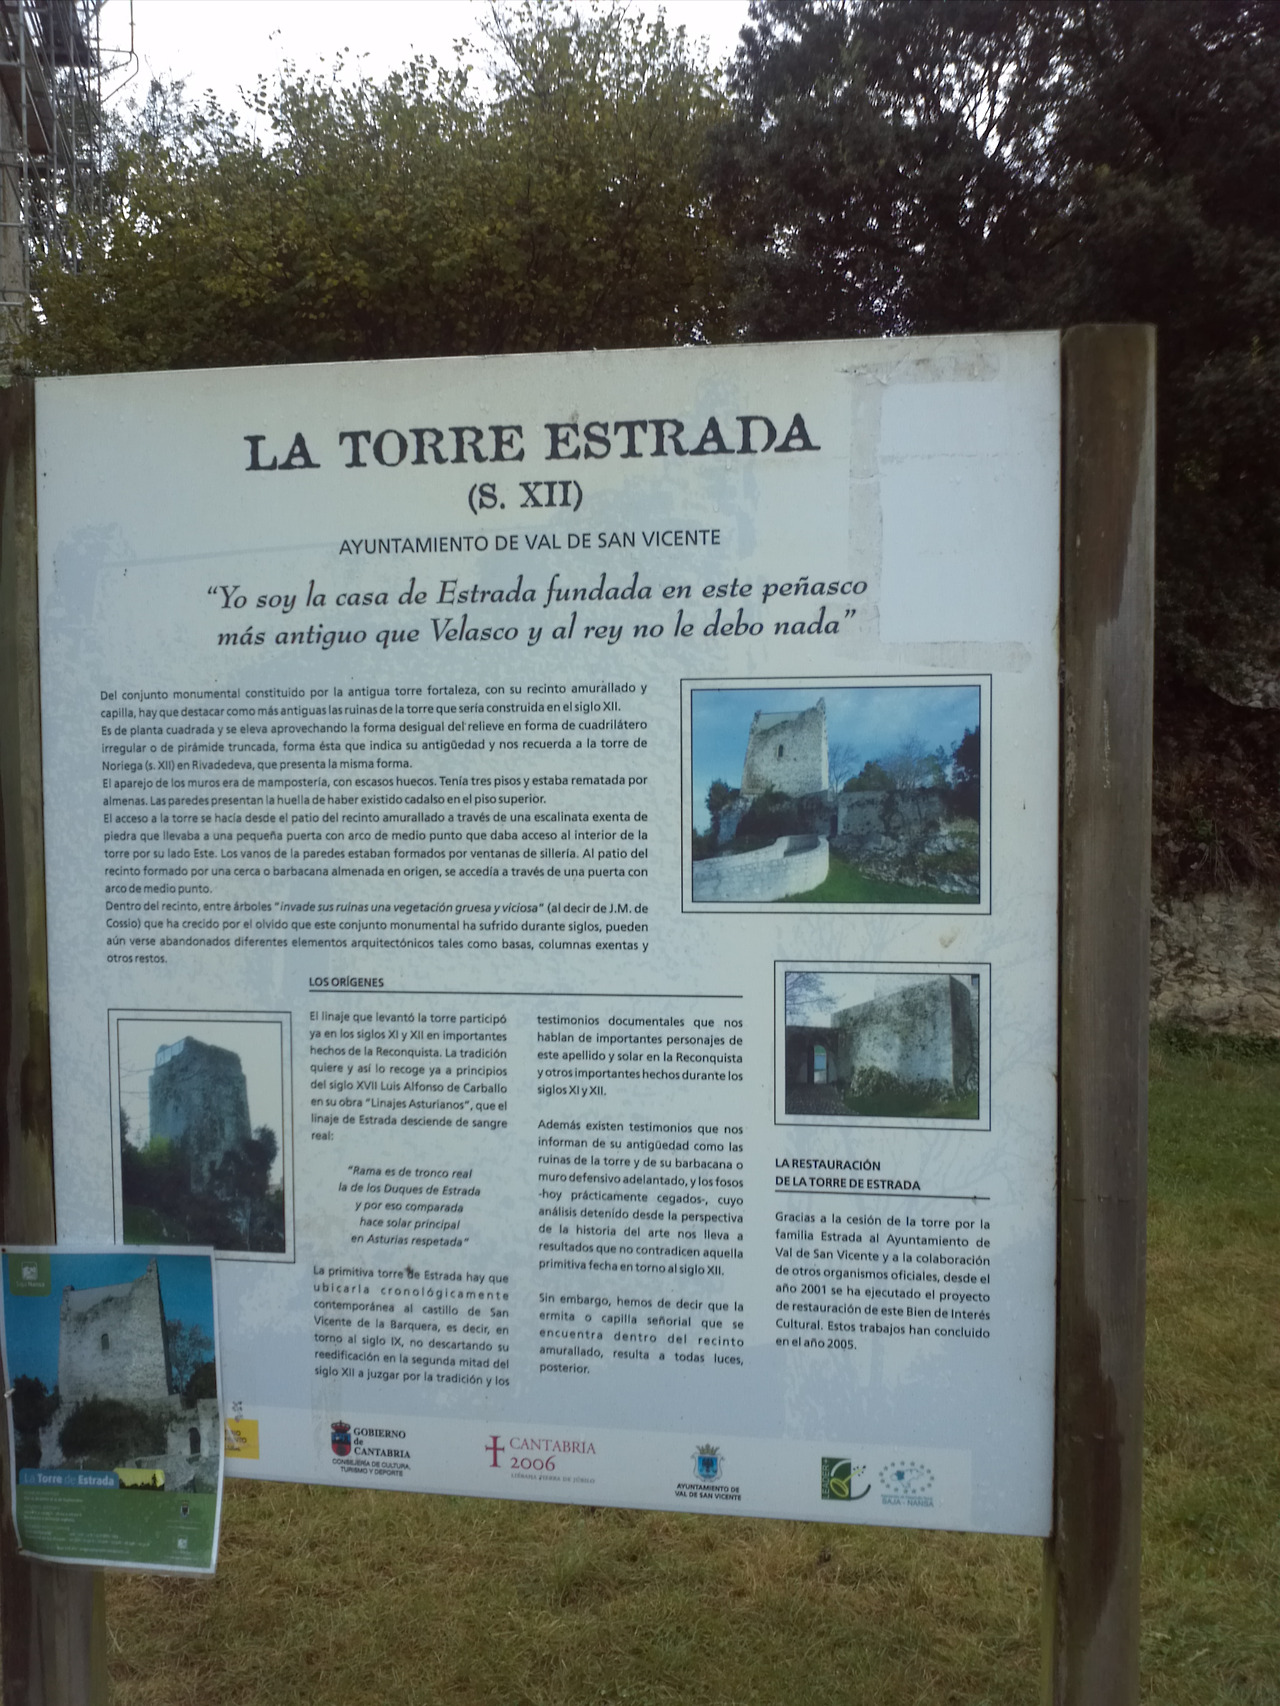 LA TORRE ESTRADA
(S. XII)
AYUNTAMIENTO DE VAL DE SAN VICENTE
“Yo soy la casa de Estrada fundada en este peñasco
más antiguo que Velasco y al rey no le debo nada”
Del conjunto monumental constituido por la antigua torre fortaleza, con su recinto amurallado y
capilla, hay que destacar como más antiguas las ruinas de la torre que sería construida en el siglo XII.
Es de planta cuadrada y se eleva aprovechando la forma desigual del relieve en forma de cuadrilátero
irregular o de pirámide truncada, forma ésta que indica su antigüedad y nos recuerda a la torre de
Noriega (s. XII) en Rivadedeva, que presenta la misma forma.
El aparejo de los muros era de mampostería, con escasos huecos. Tenía tres pisos y estaba rematada por
almenas. Las paredes presentan la huella de haber existido cadalso en el piso superior.
El acceso a la torre se hacía desde el patio del recinto amurallado a través de una escalinata exenta de
piedra que llevaba a una pequeña puerta con arco de medio punto que daba acceso al interior de la
torre por su lado Este. Los vanos de la paredes estaban formados por ventanas de sillería. Al patio del
recinto formado por una cerca o barbacana almenada en origen, se accedía a través de una puerta con
arco de medio punto.
Dentro del recinto, entre árboles "invade sus ruinas una vegetación gruesa y viciosa" (al decir de J.M. de
Cossio) que ha crecido por el olvido que este conjunto monumental ha sufrido durante siglos, pueden
aún verse abandonados diferentes elementos arquitectónicos tales como basas, columnas exentas y
otros restos.
LOS ORÍGENES
El linaje que levantó la torre participó
ya en los siglos XI y XII en importantes
hechos de la Reconquista. La tradición
quiere y así lo recoge ya a principios
del siglo XVII Luis Alfonso de Carballo
en su obra "Linajes Asturianos", que el
linaje de Estrada desciende de sangre
real:
"Rama es de tronco real
la de los Duques de Estrada
y por eso comparada
hace solar principal
en Asturias respetada"
La primitiva torre de Estrada hay que
ubicarla cronológicamente
contemporánea al castillo de San
Vicente de la Barquera, es decir, en
torno al siglo IX, no descartando su
reedificación en la segunda mitad del
siglo XII a juzgar por la tradición y los
testimonios documentales que nos
hablan de importantes personajes de
este apellido y solar en la Reconquista
y otros importantes hechos durante los
siglos XI y XII.
Además existen testimonios que nos
informan de su antigüedad como las
ruinas de la torre y de su barbacana o
muro defensivo adelantado, y los fosos
-hoy prácticamente cegados-, cuyo
análisis detenido desde la perspectiva
de la historia del arte nos lleva a
resultados que no contradicen aquella
primitiva fecha en torno al siglo XII.
Sin embargo, hemos de decir que la
ermita o capilla señorial que se
encuentra dentro del recinto
amurallado, resulta a todas luces,
posterior.
LA RESTAURACIÓN
DE LA TORRE DE ESTRADA
Gracias a la cesión de la torre por la
familia Estrada al Ayuntamiento de
Val de San Vicente y a la colaboración
de otros organismos oficiales, desde el
año 2001 se ha ejecutado el proyecto
de restauración de este Bien de Interés
Cultural. Estos trabajos han concluido
en el año 2005.
GOBIERNO
de
CANTABRIA
CONSEJERÍA DE CULTURA,
TURISMO Y DEPORTE
CANTABRIA
2006
AYUNTAMIENTO DE
VAL DE SAN VICENTE
LEADER
SAJA - NANSA
La Torre de Estrada